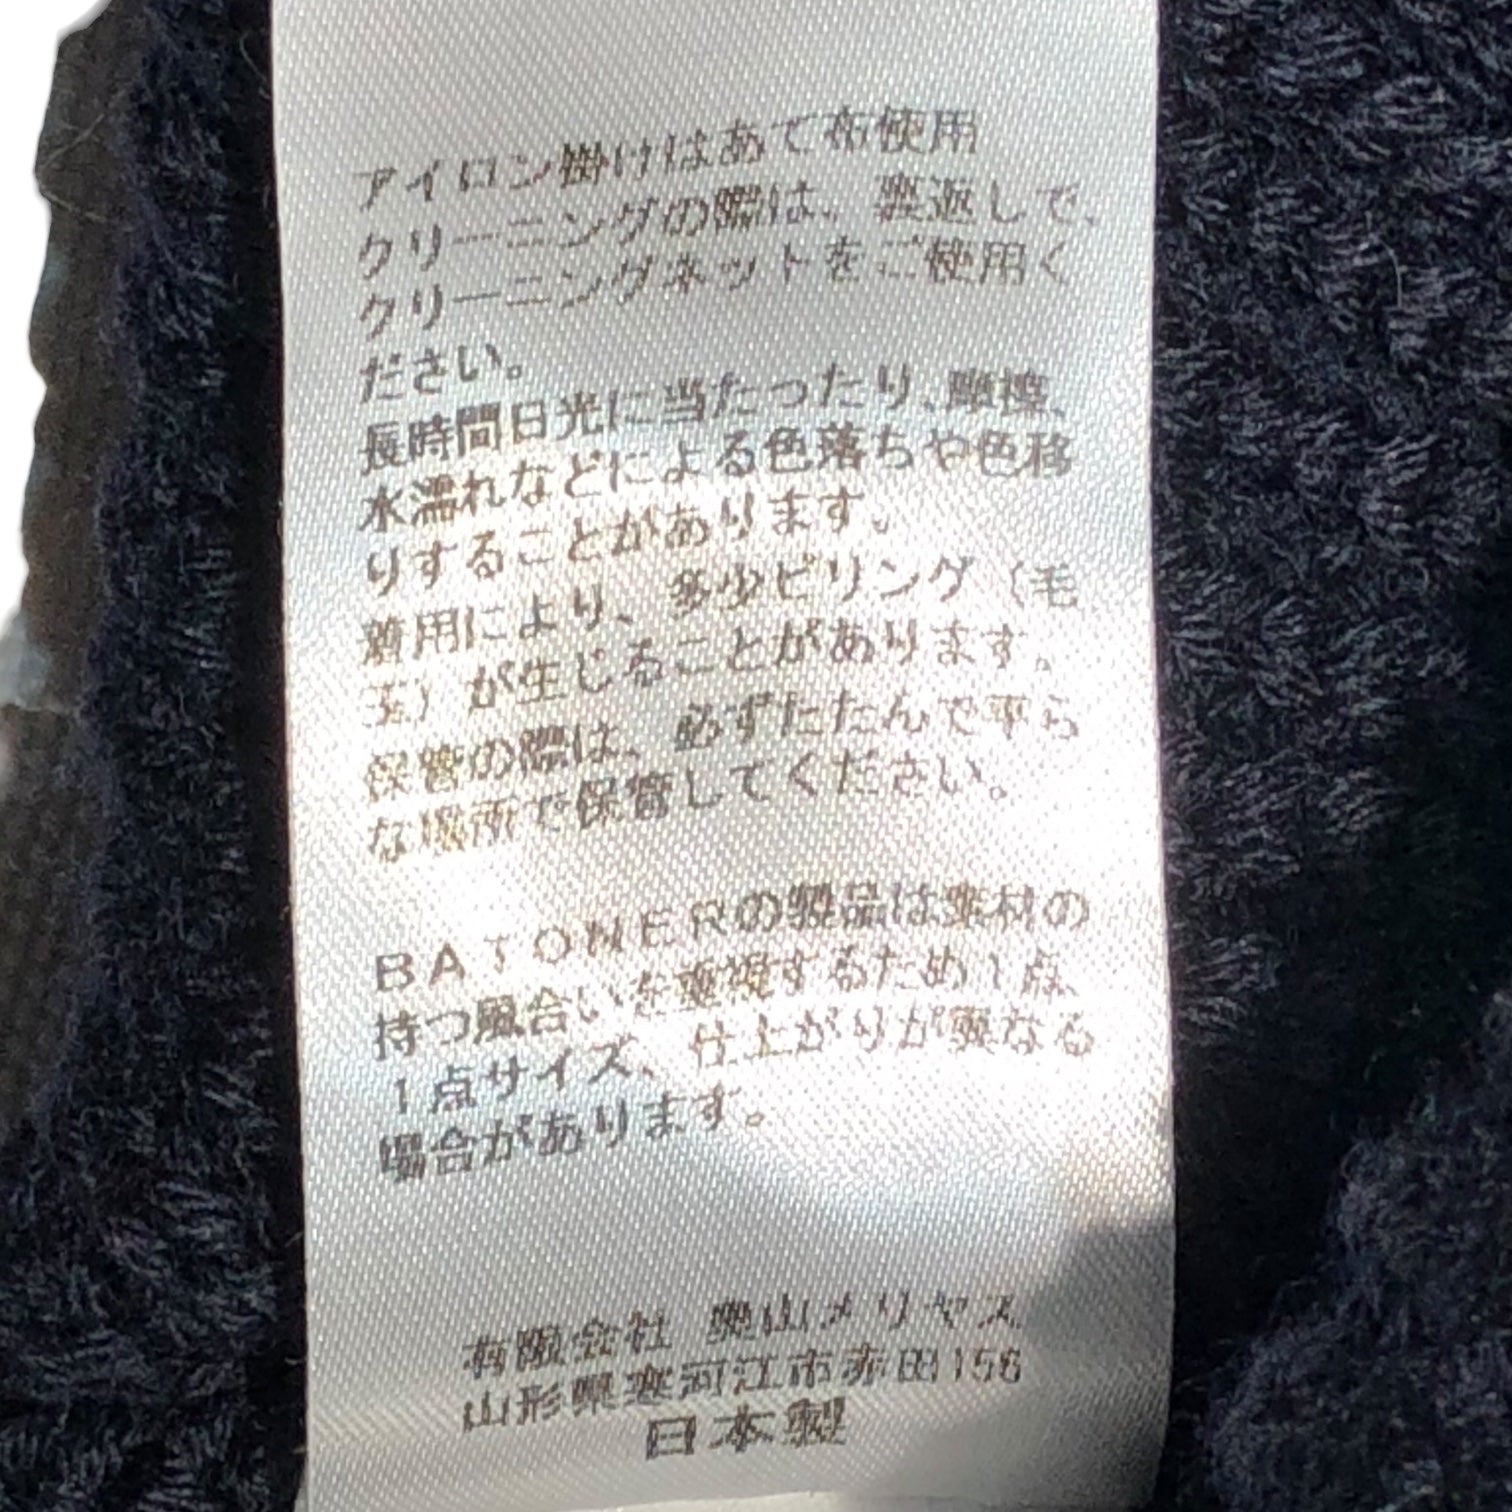 アイロン掛けはあて布使用
クリーニングの際は、裏返しで、
クリーニングネットをご使用く
ださい。
長時間日光に当たったり、摩擦、
水濡れなどによる色落ちや色移
りすることがあります。
着用により、多少ピリング（毛
玉）が生じることがあります。
保管の際は、必ずたたんで平ら
な場所で保管してください。
BATONERの製品は素材の
持つ風合いを重視するため1点、
1点サイズ、仕上がりが異なる
場合があります。
有限会社 奥山メリヤス
山形県寒河江市赤田156
日本製